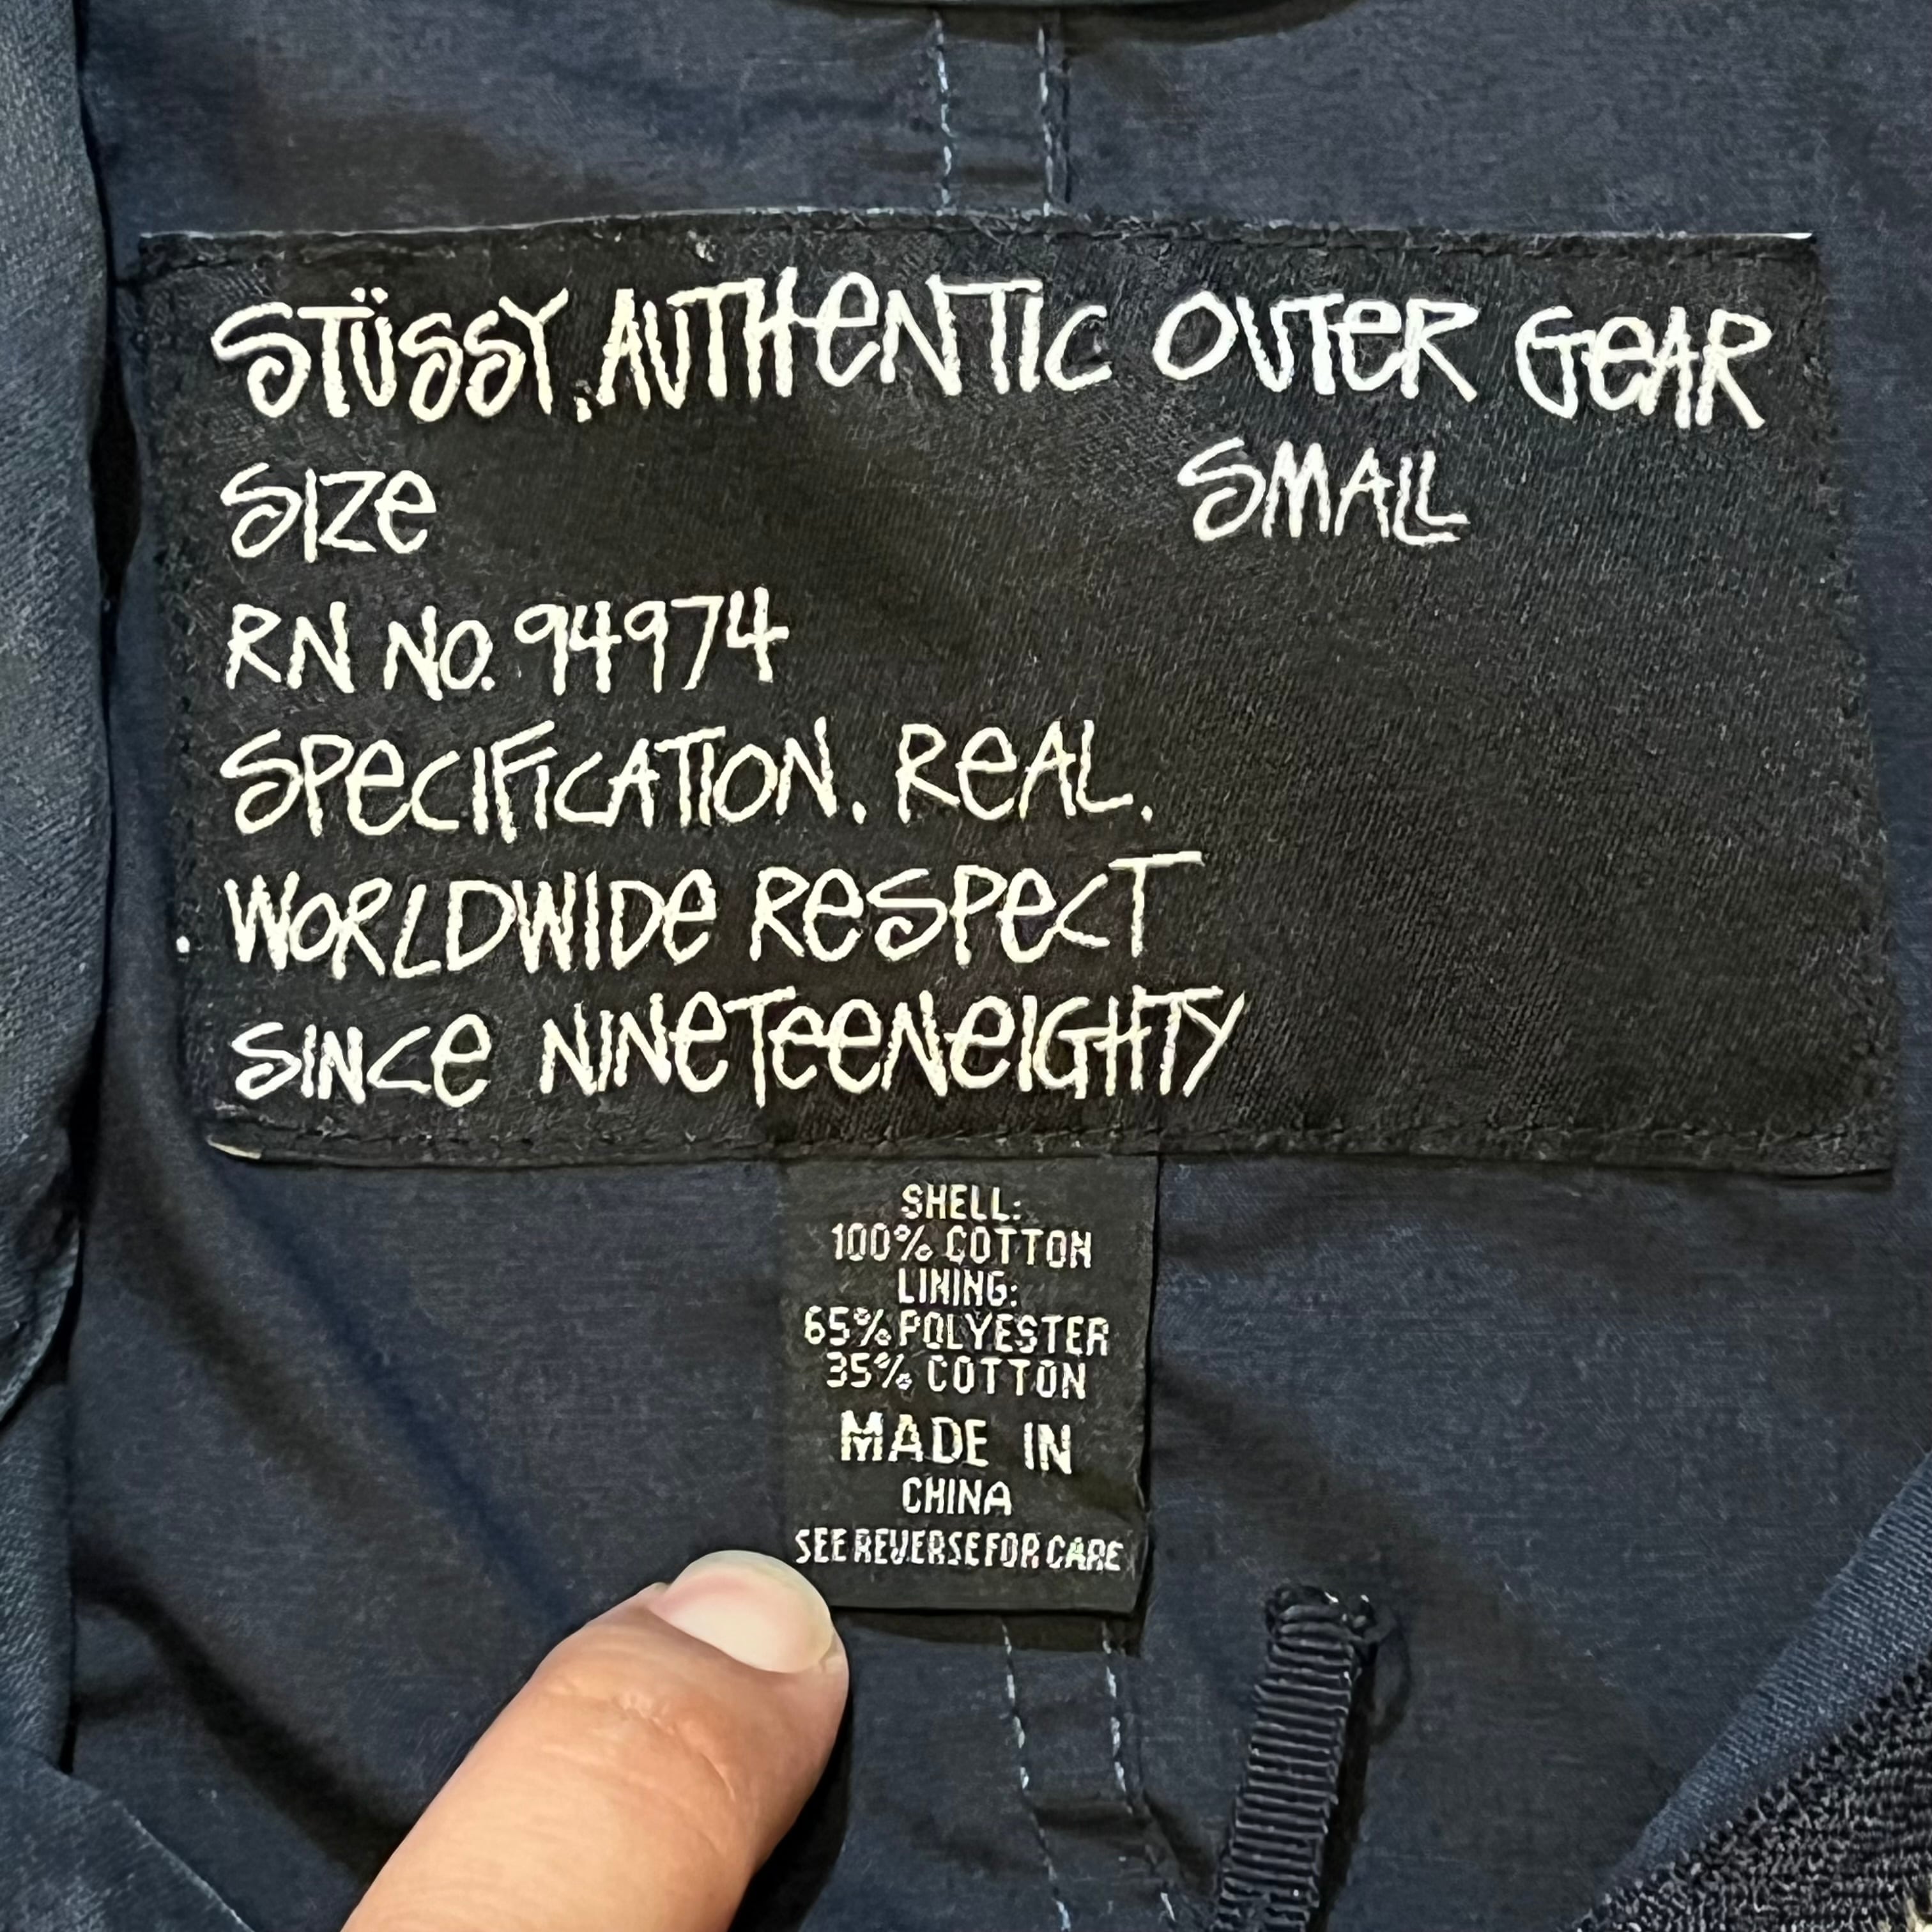 STÜSSY. AUTHENTIC OUTER GEAR
SIZE SMALL
RN NO. 94974
SPECIFICATION. REAL.
WORLDWIDE RESPECT
SINCE NINETEENEIGHTY
SHELL:
100% COTTON
LINING:
65% POLYESTER
35% COTTON
MADE IN
CHINA
SEE REVERSE FOR CARE